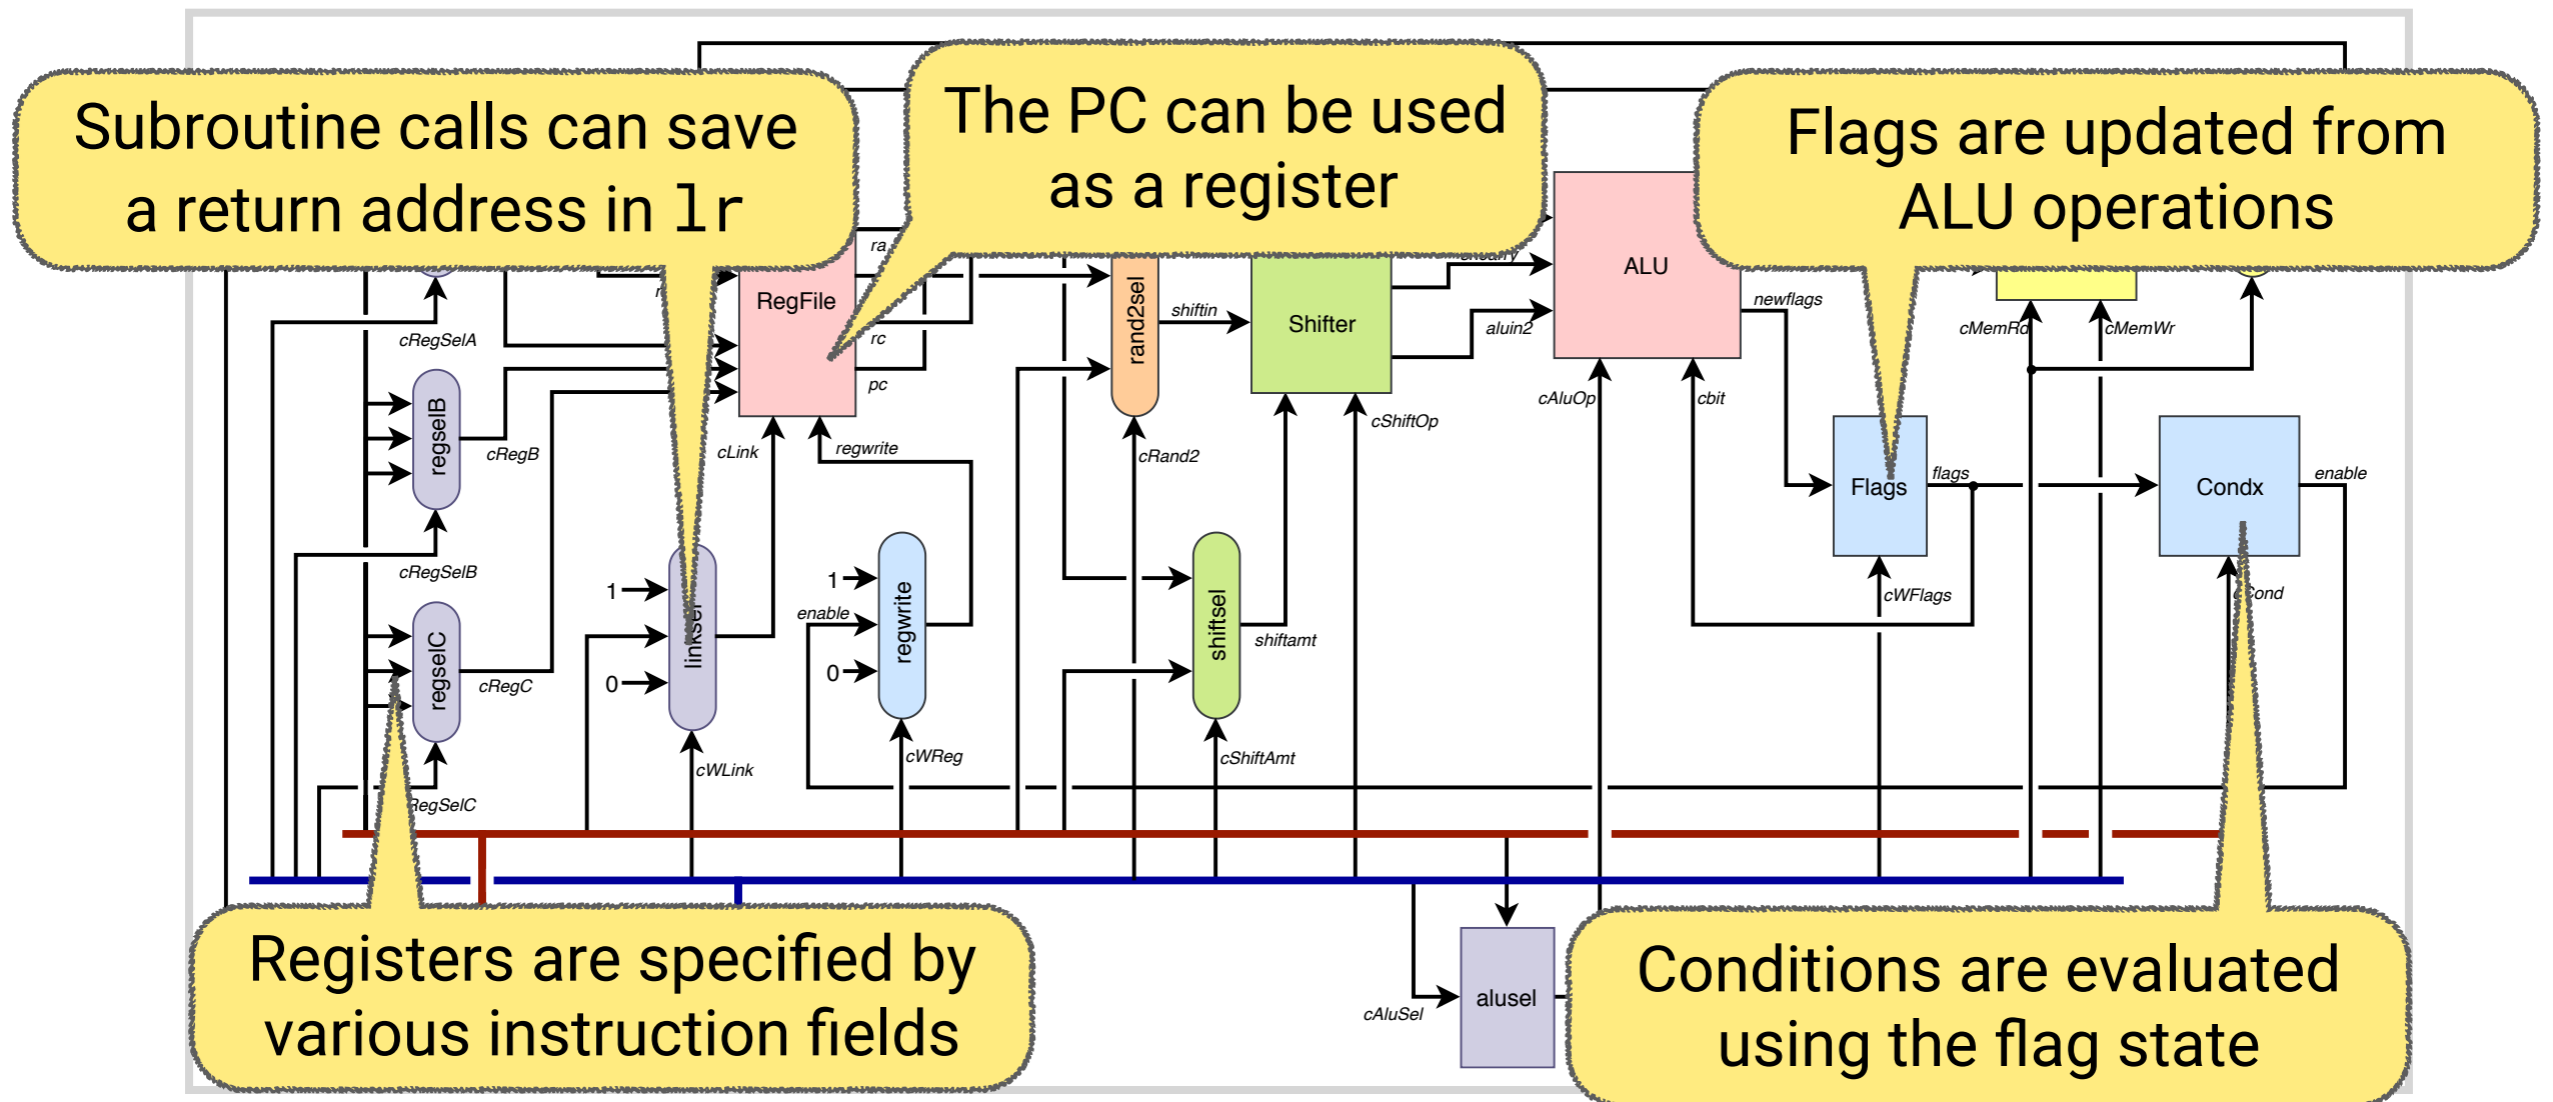 Subroutine calls can save
a return address in lr
The PC can be used
as a register
Flags are updated from
ALU operations
ra
RegFile
rc
pc
rand2sel
shiftin
Shifter
aluin2
ALU
newflags
cMemRd
cMemWr
cRegSelA
regselB
cRegB
cLink
regwrite
cRand2
cShiftOp
cAluOp
cbit
Flags
flags
Condx
enable
cRegSelB
1
linksel
0
1
enable
0
regwrite
shiftsel
shiftamt
cWFlags
Cond
regselC
cRegC
RegSelC
cWLink
cWReg
cShiftAmt
Registers are specified by
various instruction fields
cAluSel
alusel
Conditions are evaluated
using the flag state